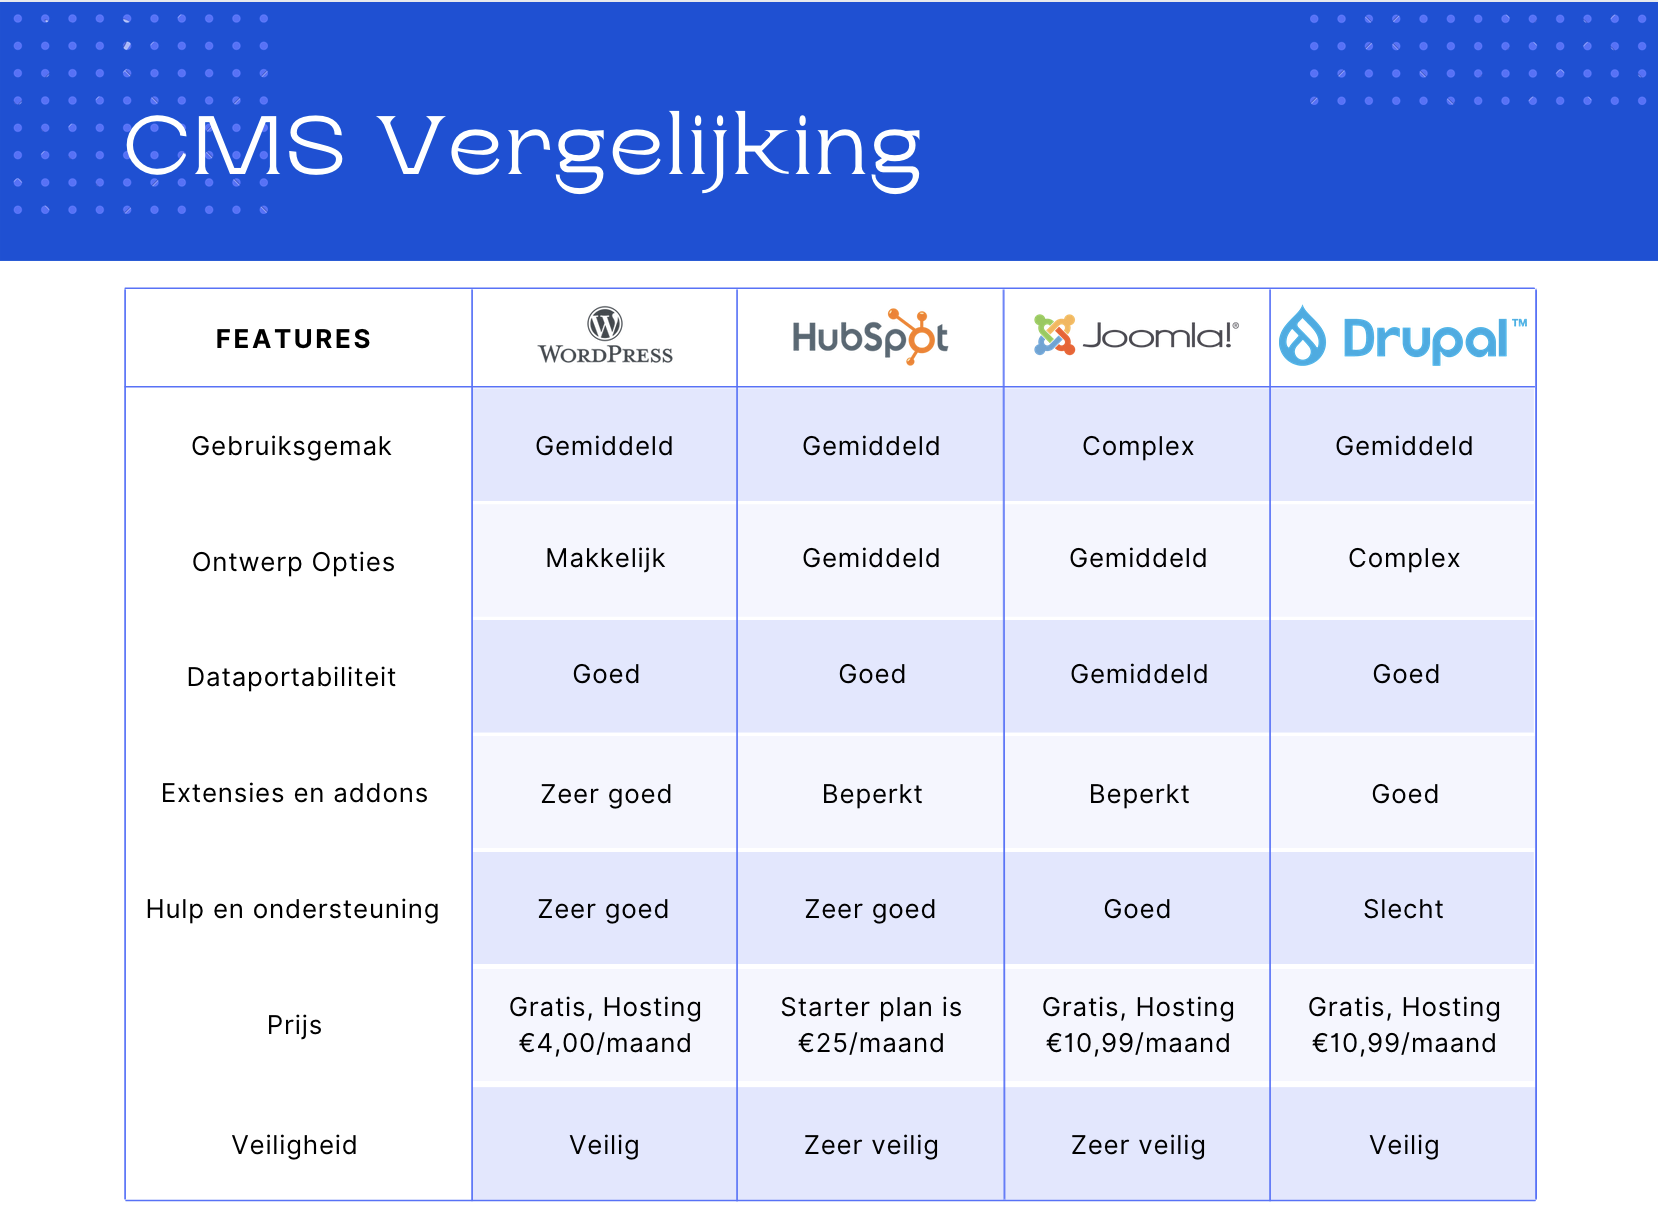 CMS Vergelijking
FEATURES WORDPRESS HubSpot Joomla!® Drupal™
Gebruiksgemak Gemiddeld Gemiddeld Complex Gemiddeld
Ontwerp Opties Makkelijk Gemiddeld Gemiddeld Complex
Dataportabiliteit Goed Goed Gemiddeld Goed
Extensies en addons Zeer goed Beperkt Beperkt Goed
Hulp en ondersteuning Zeer goed Zeer goed Goed Slecht
Prijs
Gratis, Hosting
€4,00/maand
Starter plan is
€25/maand
Gratis, Hosting
€10,99/maand
Gratis, Hosting
€10,99/maand
Veiligheid Veilig Zeer veilig Zeer veilig Veilig